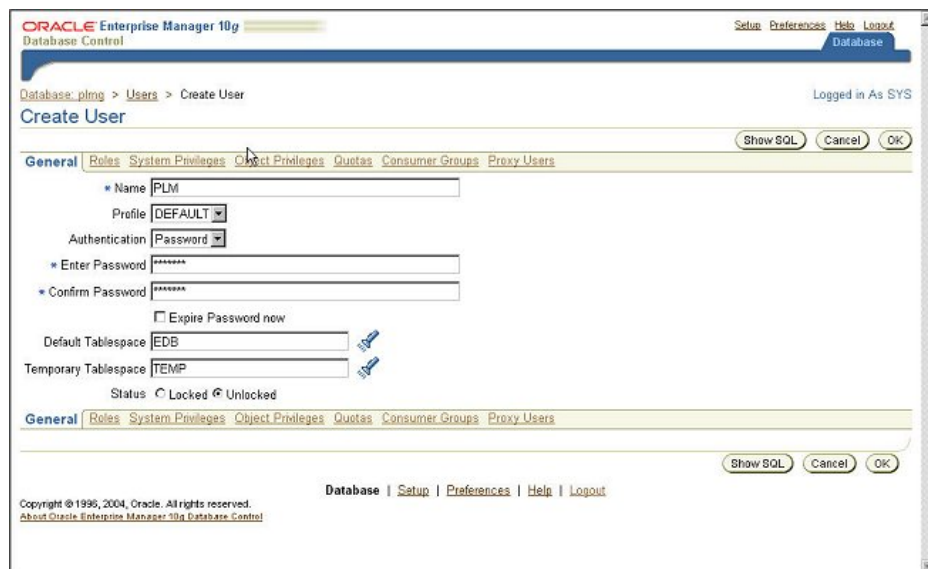 ORACLE Enterprise Manager 10g
Database Control
Setup Preferences Help Logout
Database
Database: plmg > Users > Create User
Logged in As SYS
Create User
Show SQL Cancel OK
General Roles System Privileges Object Privileges Quotas Consumer Groups Proxy Users
* Name PLM
Profile DEFAULT
Authentication Password
* Enter Password *******
* Confirm Password *******
Expire Password now
Default Tablespace EDB
Temporary Tablespace TEMP
Status Locked Unlocked
General Roles System Privileges Object Privileges Quotas Consumer Groups Proxy Users
Show SQL Cancel OK
Database | Setup | Preferences | Help | Logout
Copyright © 1996, 2004, Oracle. All rights reserved.
About Oracle Enterprise Manager 10g Database Control